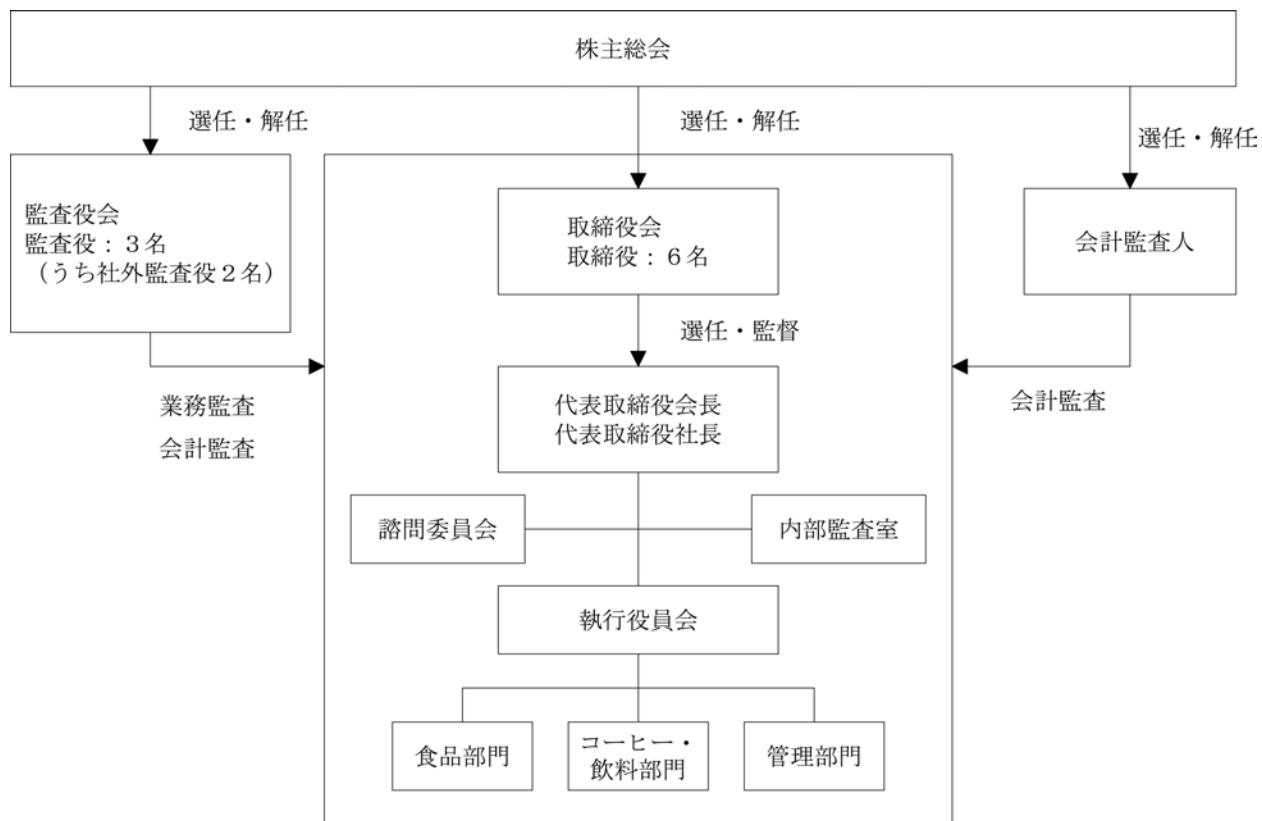 株主総会
選任・解任
選任・解任
選任・解任
監査役会
監査役：３名
（うち社外監査役２名）
取締役会
取締役：６名
会計監査人
選任・監督
業務監査
会計監査
代表取締役会長
代表取締役社長
会計監査
諮問委員会
内部監査室
執行役員会
食品部門
コーヒー・
飲料部門
管理部門